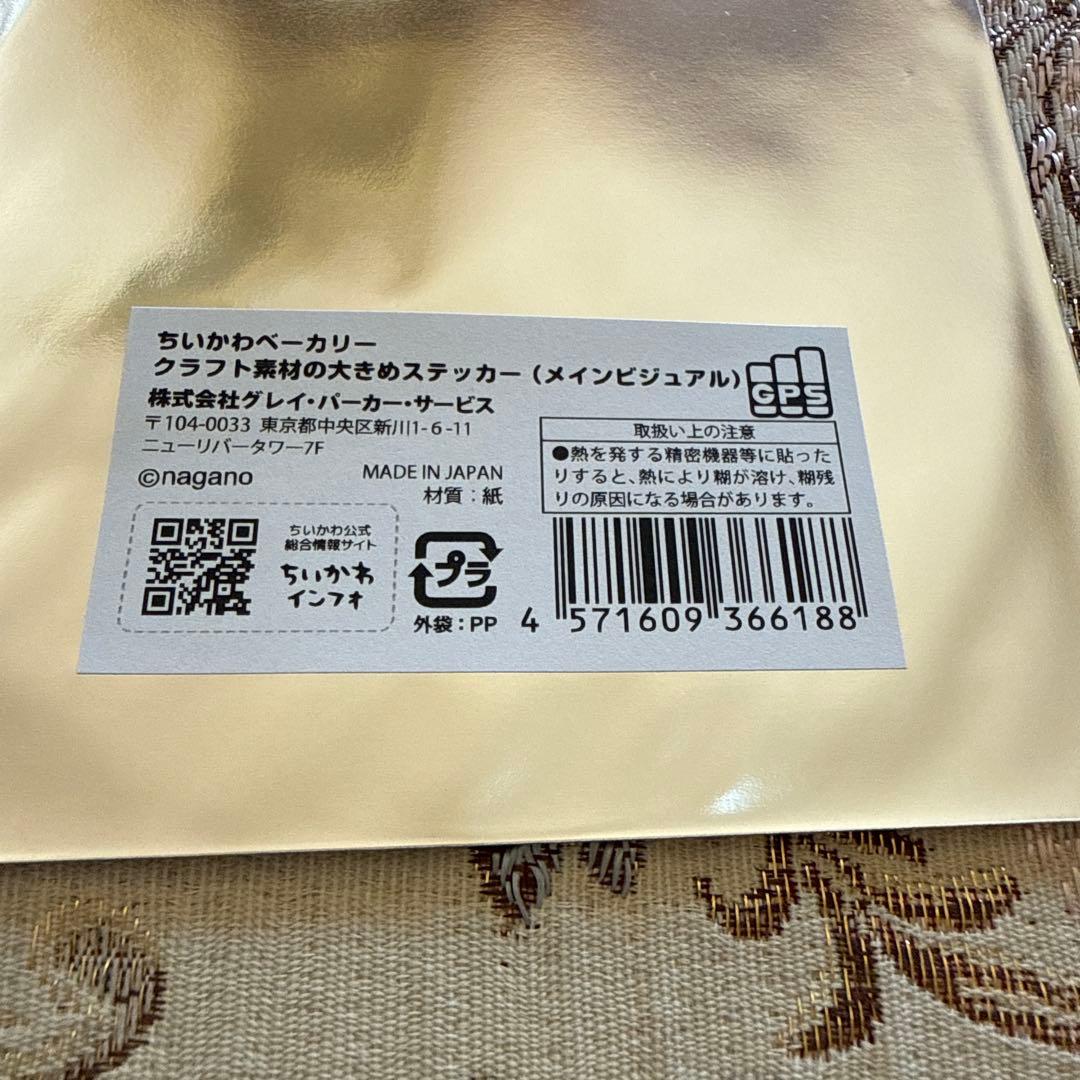 ちいかわベーカリー
クラフト素材の大きめステッカー（メインビジュアル）
GPS
株式会社グレイ・パーカー・サービス
〒104-0033 東京都中央区新川1-6-11
ニューリバータワー7F
©nagano
MADE IN JAPAN
材質：紙
取扱い上の注意
●熱を発する精密機器等に貼った
りすると、熱により糊が溶け、糊残
りの原因になる場合があります。
ちいかわ公式
総合情報サイト
ちいかわ
インフォ
プラ
外袋：PP
4 571609 366188